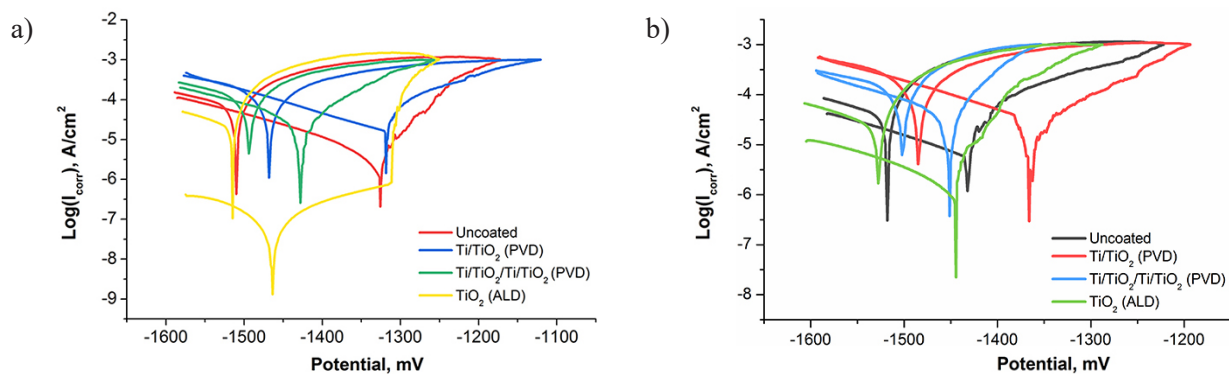 a)
Log(I_corr), A/cm²
-2
-3
-4
-5
-6
-7
-8
-9
Uncoated
Ti/TiO₂ (PVD)
Ti/TiO₂/Ti/TiO₂ (PVD)
TiO₂ (ALD)
-1600 -1500 -1400 -1300 -1200 -1100
Potential, mV
b)
Log(I_corr), A/cm²
-3
-4
-5
-6
-7
-8
Uncoated
Ti/TiO₂ (PVD)
Ti/TiO₂/Ti/TiO₂ (PVD)
TiO₂ (ALD)
-1600 -1500 -1400 -1300 -1200
Potential, mV